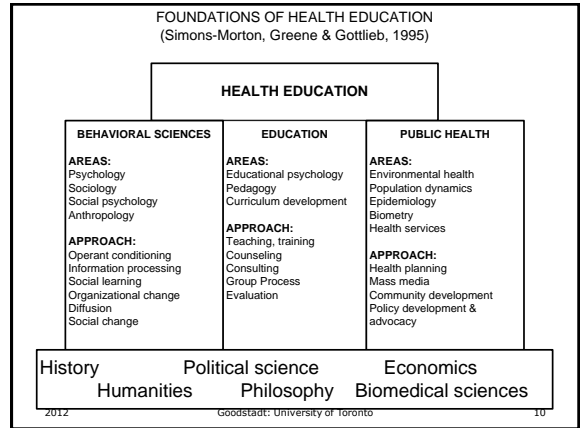 FOUNDATIONS OF HEALTH EDUCATION
(Simons-Morton, Greene & Gottlieb, 1995)
HEALTH EDUCATION
BEHAVIORAL SCIENCES
AREAS:
Psychology
Sociology
Social psychology
Anthropology
APPROACH:
Operant conditioning
Information processing
Social learning
Organizational change
Diffusion
Social change
EDUCATION
AREAS:
Educational psychology
Pedagogy
Curriculum development
APPROACH:
Teaching, training
Counseling
Consulting
Group Process
Evaluation
PUBLIC HEALTH
AREAS:
Environmental health
Population dynamics
Epidemiology
Biometry
Health services
APPROACH:
Health planning
Mass media
Community development
Policy development &
advocacy
History Political science Economics
Humanities Philosophy Biomedical sciences
2012 Goodstadt: University of Toronto 10